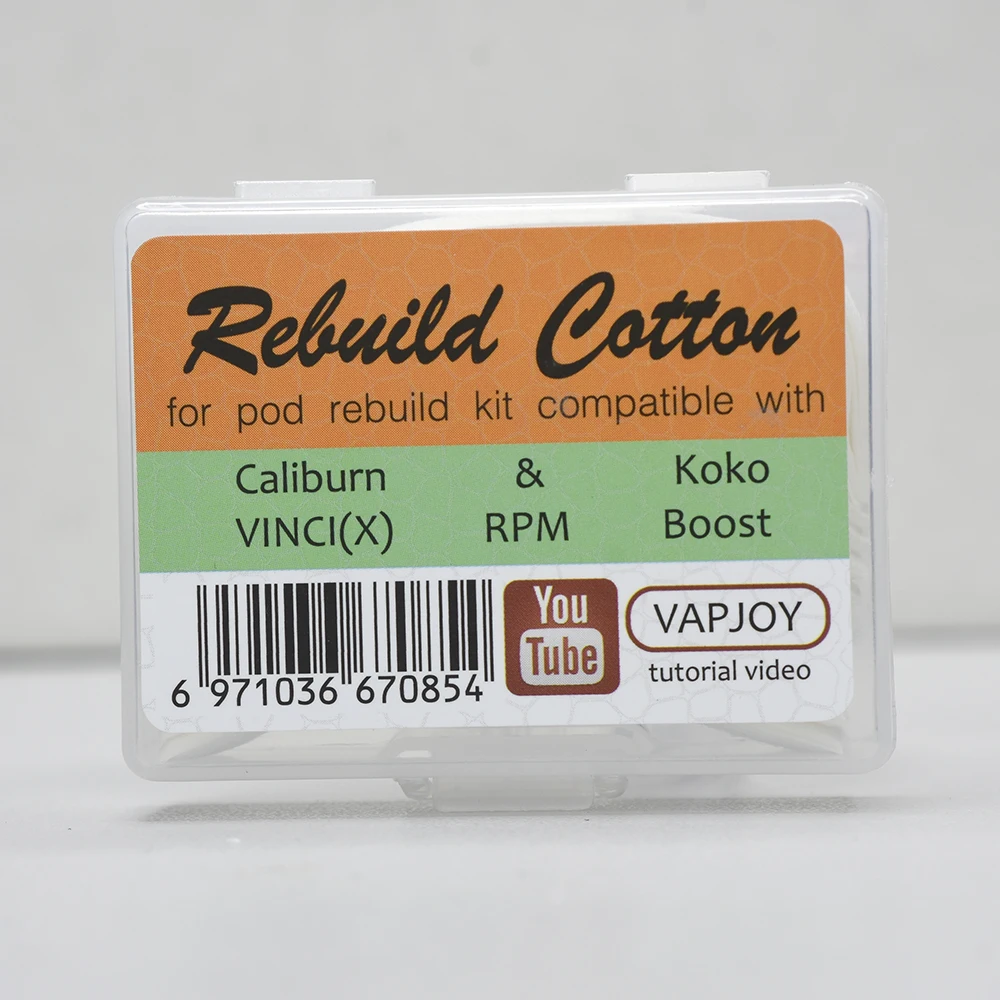 Rebuild Cotton
for pod rebuild kit compatible with
Caliburn & Koko
VINCI(X) RPM Boost
6 971036 670854
You
Tube
VAPJOY
tutorial video